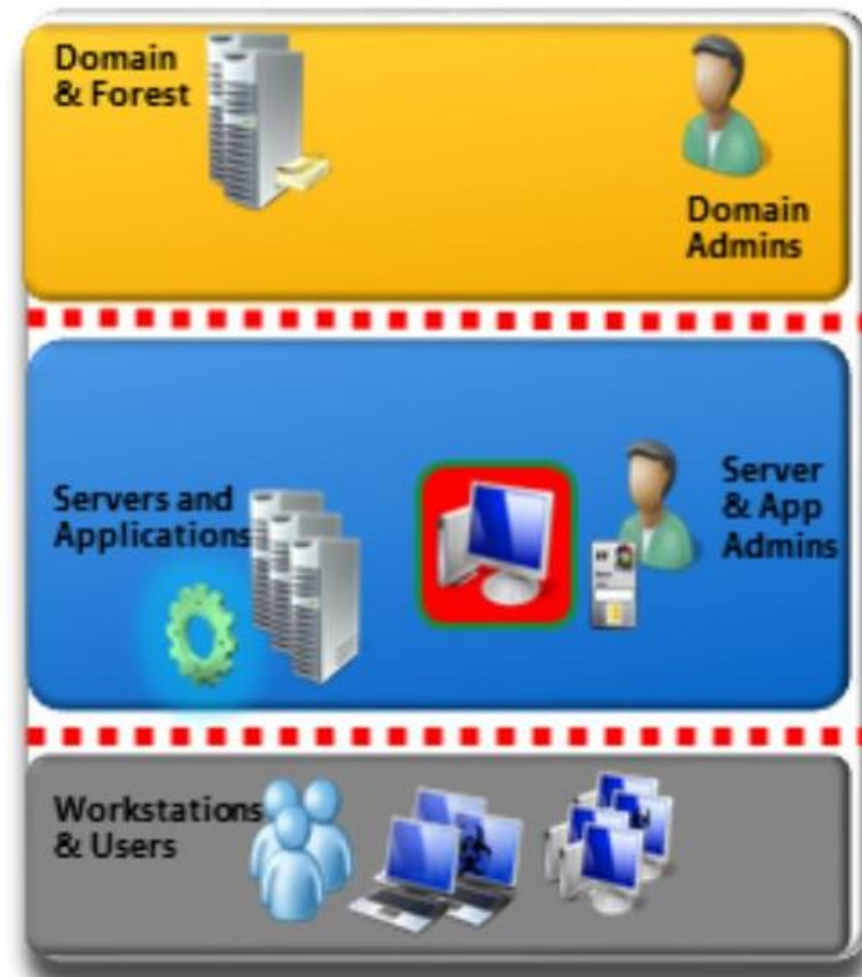 Domain
& Forest
Domain
Admins
Servers and
Applications
Server
& App
Admins
Workstations
& Users